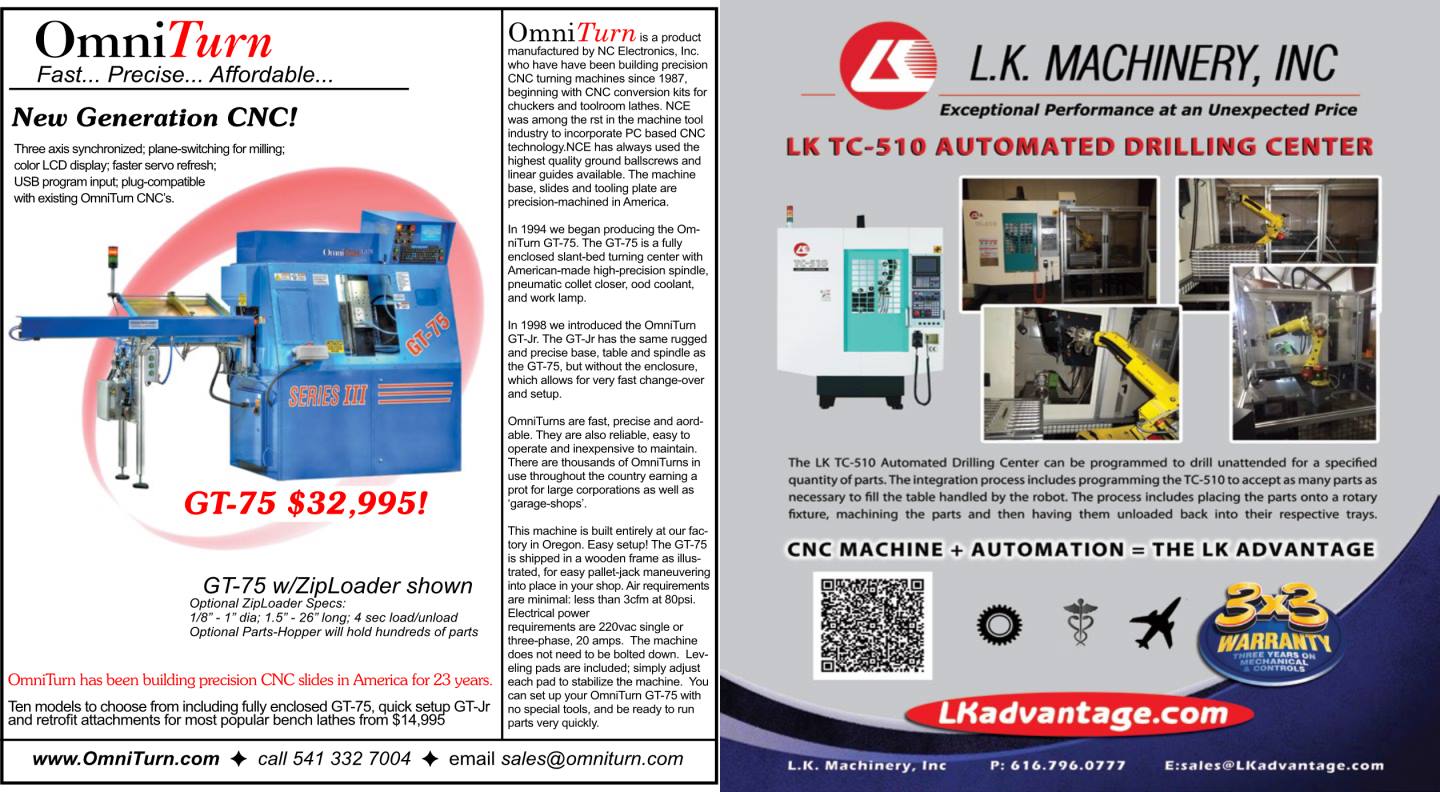 OmniTurn
Fast... Precise... Affordable...
New Generation CNC!
Three axis synchronized; plane-switching for milling;
color LCD display; faster servo refresh;
USB program input; plug-compatible
with existing OmniTurn CNC's.
OmniTurn
GT-75
SERIES III
GT-75 $32,995!
GT-75 w/ZipLoader shown
Optional ZipLoader Specs:
1/8" - 1" dia; 1.5" - 26" long; 4 sec load/unload
Optional Parts-Hopper will hold hundreds of parts
OmniTurn has been building precision CNC slides in America for 23 years.
Ten models to choose from including fully enclosed GT-75, quick setup GT-Jr
and retrofit attachments for most popular bench lathes from $14,995
OmniTurn is a product
manufactured by NC Electronics, Inc.
who have have been building precision
CNC turning machines since 1987,
beginning with CNC conversion kits for
chuckers and toolroom lathes. NCE
was among the rst in the machine tool
industry to incorporate PC based CNC
technology.NCE has always used the
highest quality ground ballscrews and
linear guides available. The machine
base, slides and tooling plate are
precision-machined in America.
In 1994 we began producing the Om-
niTurn GT-75. The GT-75 is a fully
enclosed slant-bed turning center with
American-made high-precision spindle,
pneumatic collet closer, ood coolant,
and work lamp.
In 1998 we introduced the OmniTurn
GT-Jr. The GT-Jr has the same rugged
and precise base, table and spindle as
the GT-75, but without the enclosure,
which allows for very fast change-over
and setup.
OmniTurns are fast, precise and aord-
able. They are also reliable, easy to
operate and inexpensive to maintain.
There are thousands of OmniTurns in
use throughout the country earning a
prot for large corporations as well as
'garage-shops'.
This machine is built entirely at our fac-
tory in Oregon. Easy setup! The GT-75
is shipped in a wooden frame as illus-
trated, for easy pallet-jack maneuvering
into place in your shop. Air requirements
are minimal: less than 3cfm at 80psi.
Electrical power
requirements are 220vac single or
three-phase, 20 amps. The machine
does not need to be bolted down. Lev-
eling pads are included; simply adjust
each pad to stabilize the machine. You
can set up your OmniTurn GT-75 with
no special tools, and be ready to run
parts very quickly.
www.OmniTurn.com ✦ call 541 332 7004 ✦ email sales@omniturn.com
L.K. MACHINERY, INC
Exceptional Performance at an Unexpected Price
LK TC-510 AUTOMATED DRILLING CENTER
TC-510
The LK TC-510 Automated Drilling Center can be programmed to drill unattended for a specified
quantity of parts. The integration process includes programming the TC-510 to accept as many parts as
necessary to fill the table handled by the robot. The process includes placing the parts onto a rotary
fixture, machining the parts and then having them unloaded back into their respective trays.
CNC MACHINE + AUTOMATION = THE LK ADVANTAGE
3x3
WARRANTY
THREE YEARS ON
MECHANICAL
& CONTROLS
LKadvantage.com
L.K. Machinery, Inc P: 616.796.0777 E:sales@LKadvantage.com